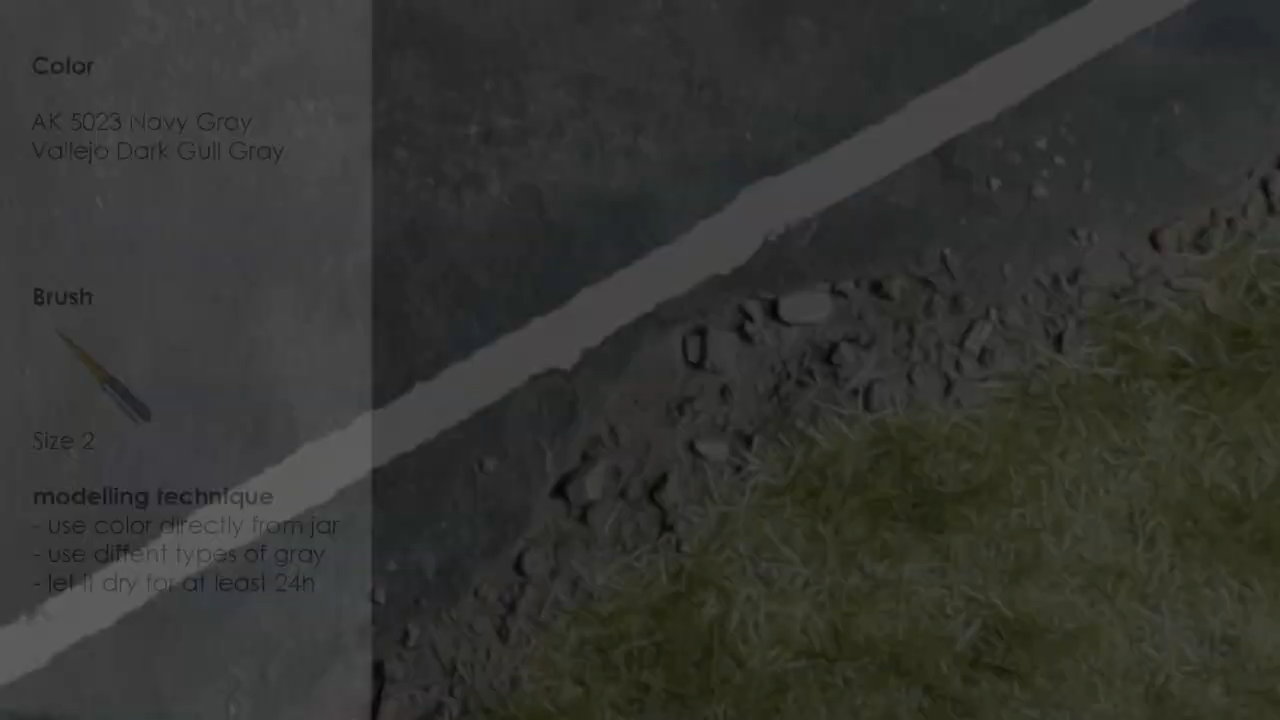 Color
AK 5023 Navy Gray
Vallejo Dark Gull Gray
Brush
Size 2
modelling technique
- use color directly from jar
- use diffent types of gray
- let it dry for at least 24h